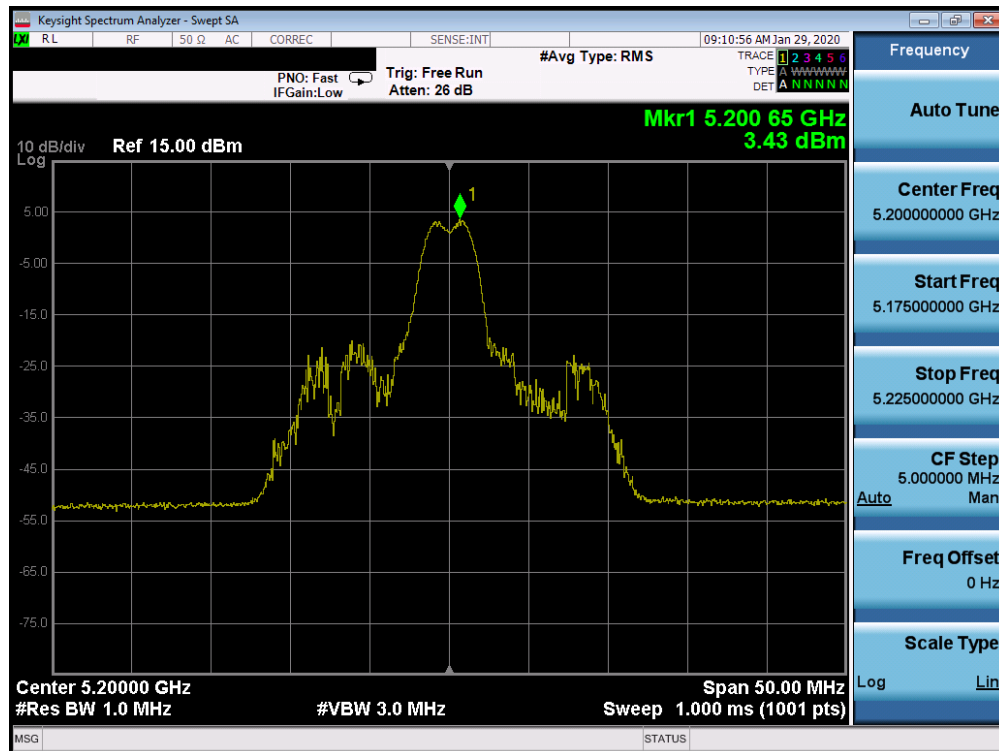 Keysight Spectrum Analyzer - Swept SA
LXI RL RF 50 Ω AC CORREC SENSE:INT 09:10:56 AM Jan 29, 2020
PNO: Fast
IFGain:Low
Trig: Free Run
Atten: 26 dB
#Avg Type: RMS
TRACE 1 2 3 4 5 6
TYPE A WWWWW
DET A N N N N N
Mkr1 5.200 65 GHz
3.43 dBm
10 dB/div Ref 15.00 dBm
Log
1
5.00
-5.00
-15.0
-25.0
-35.0
-45.0
-55.0
-65.0
-75.0
Center 5.20000 GHz Span 50.00 MHz
#Res BW 1.0 MHz #VBW 3.0 MHz Sweep 1.000 ms (1001 pts)
MSG STATUS
Frequency
Auto Tune
Center Freq
5.200000000 GHz
Start Freq
5.175000000 GHz
Stop Freq
5.225000000 GHz
CF Step
5.000000 MHz
Auto Man
Freq Offset
0 Hz
Scale Type
Log Lin